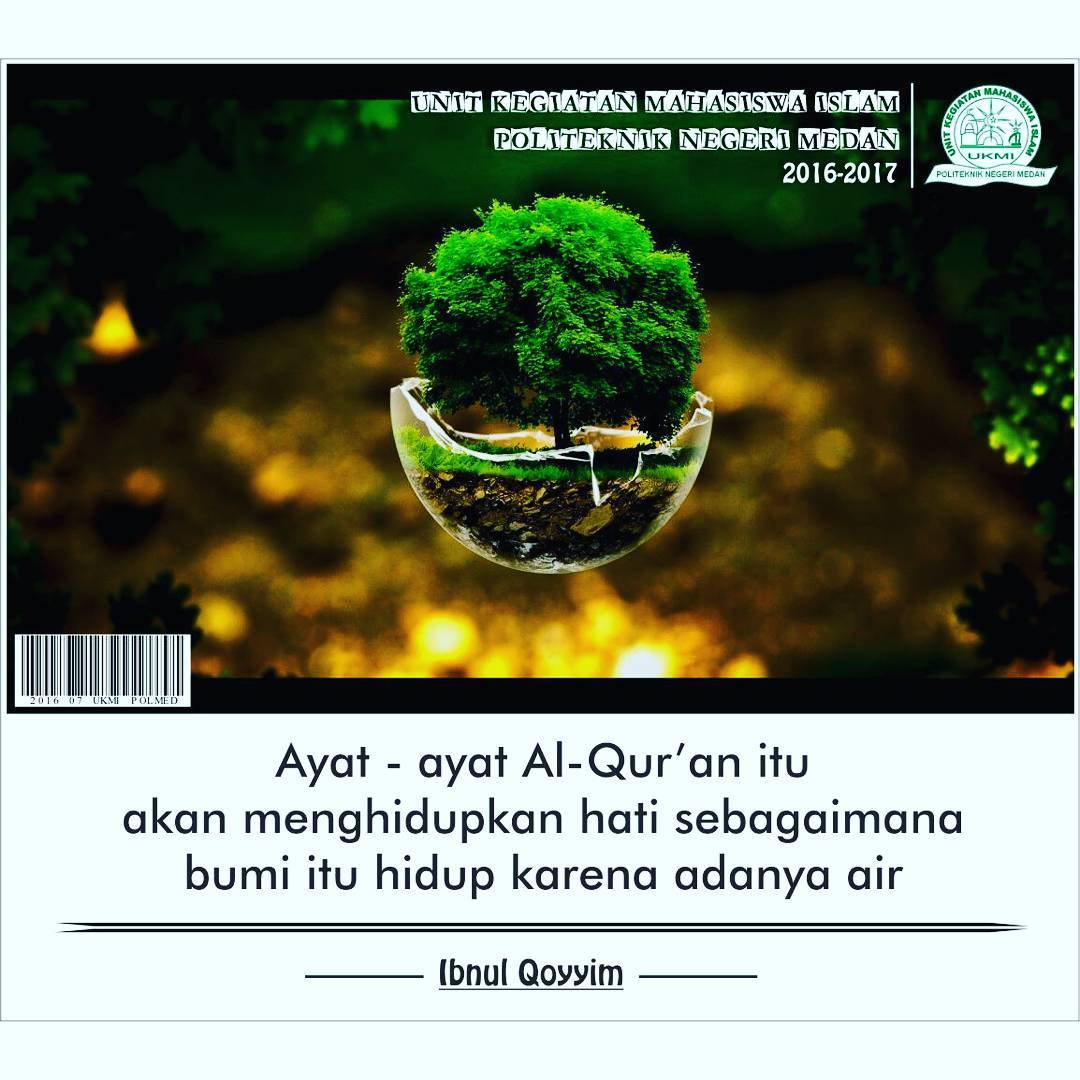 UNIT KEGIATAN MAHASISWA ISLAM
POLITEKNIK NEGERI MEDAN
2016-2017
UNIT KEGIATAN MAHASISWA ISLAM
UKMI
POLITEKNIK NEGERI MEDAN
2016 07 UKMI POLMED
Ayat - ayat Al-Qur’an itu
akan menghidupkan hati sebagaimana
bumi itu hidup karena adanya air
Ibnul Qoyyim